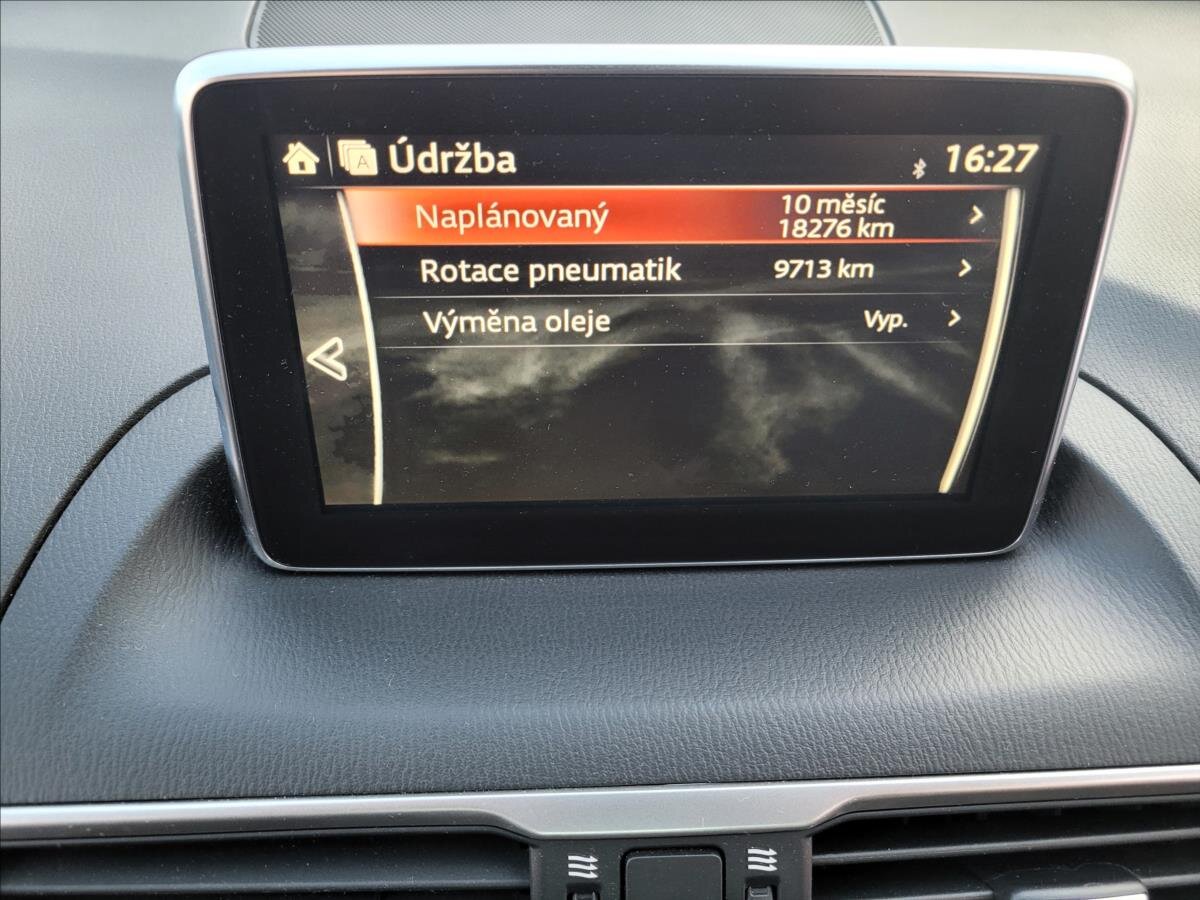 A Údržba 16:27
Naplánovaný 10 měsíc
18276 km
Rotace pneumatik 9713 km
Výměna oleje Vyp.